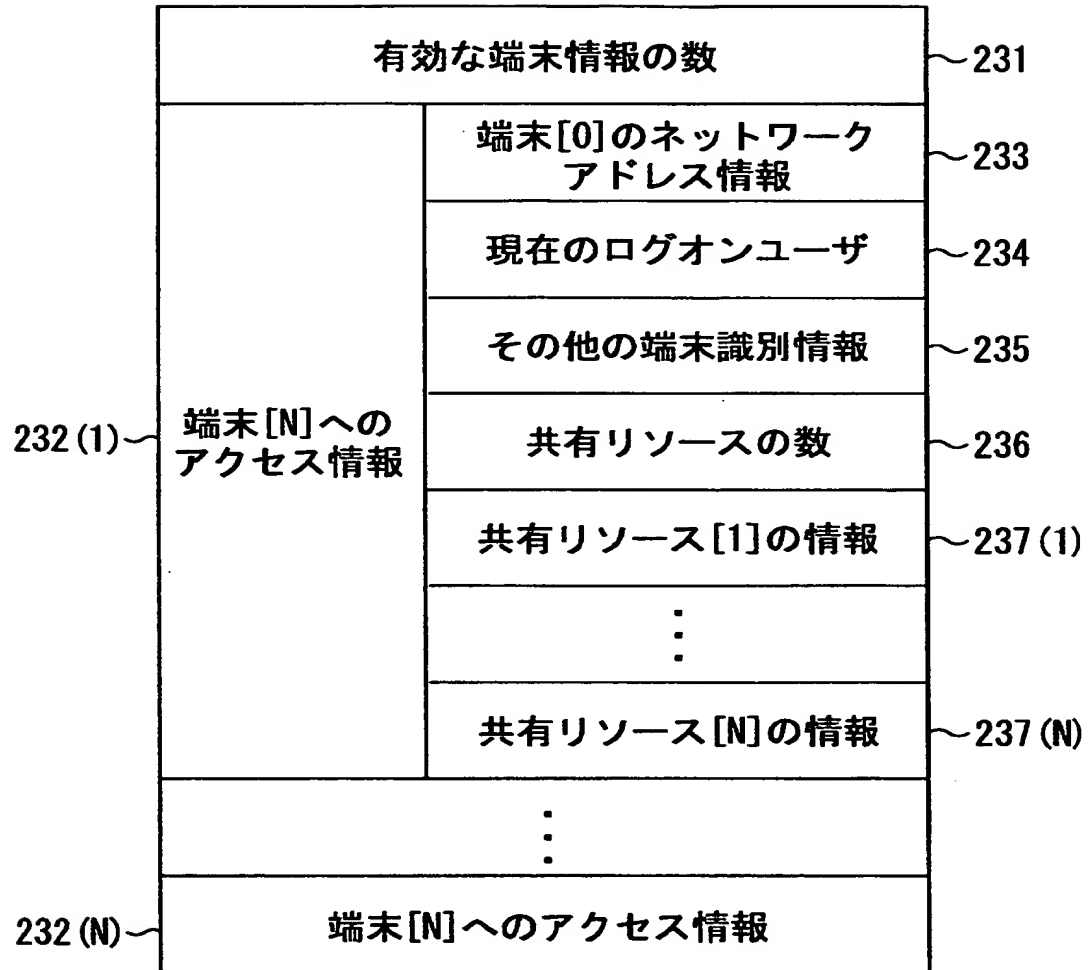 有効な端末情報の数
231
端末[0]のネットワーク
アドレス情報
233
現在のログオンユーザ
234
その他の端末識別情報
235
232(1)
端末[N]への
アクセス情報
共有リソースの数
236
共有リソース[1]の情報
237(1)
共有リソース[N]の情報
237(N)
232(N)
端末[N]へのアクセス情報